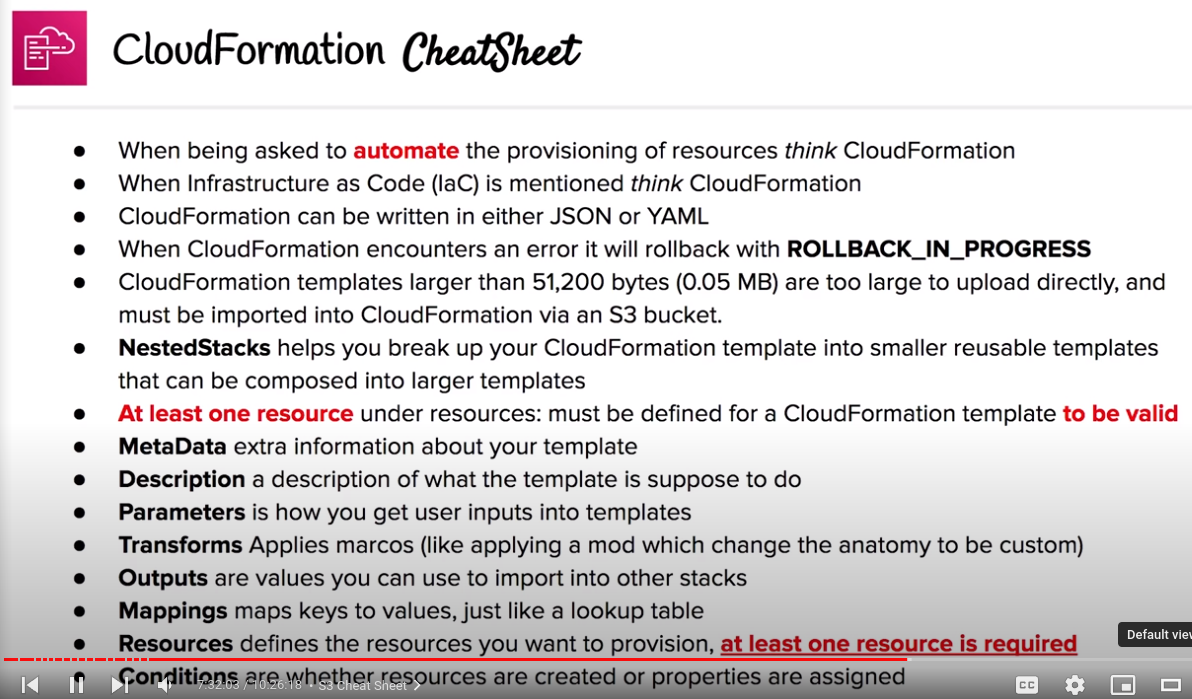 CloudFormation CheatSheet
● When being asked to automate the provisioning of resources think CloudFormation
● When Infrastructure as Code (IaC) is mentioned think CloudFormation
● CloudFormation can be written in either JSON or YAML
● When CloudFormation encounters an error it will rollback with ROLLBACK_IN_PROGRESS
● CloudFormation templates larger than 51,200 bytes (0.05 MB) are too large to upload directly, and
must be imported into CloudFormation via an S3 bucket.
● NestedStacks helps you break up your CloudFormation template into smaller reusable templates
that can be composed into larger templates
● At least one resource under resources: must be defined for a CloudFormation template to be valid
● MetaData extra information about your template
● Description a description of what the template is suppose to do
● Parameters is how you get user inputs into templates
● Transforms Applies marcos (like applying a mod which change the anatomy to be custom)
● Outputs are values you can use to import into other stacks
● Mappings maps keys to values, just like a lookup table
● Resources defines the resources you want to provision, at least one resource is required
Default view
● Conditions are whether resources are created or properties are assigned
7:32:03 / 10:26:18 • S3 Cheat Sheet >
CC